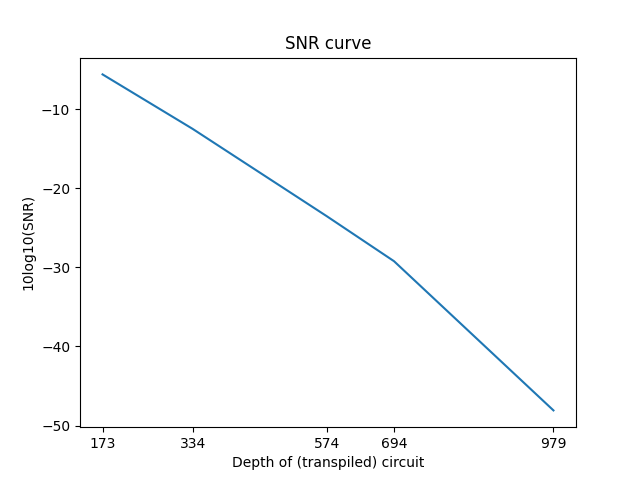 SNR curve
10log10(SNR)
−10
−20
−30
−40
−50
173 334 574 694 979
Depth of (transpiled) circuit